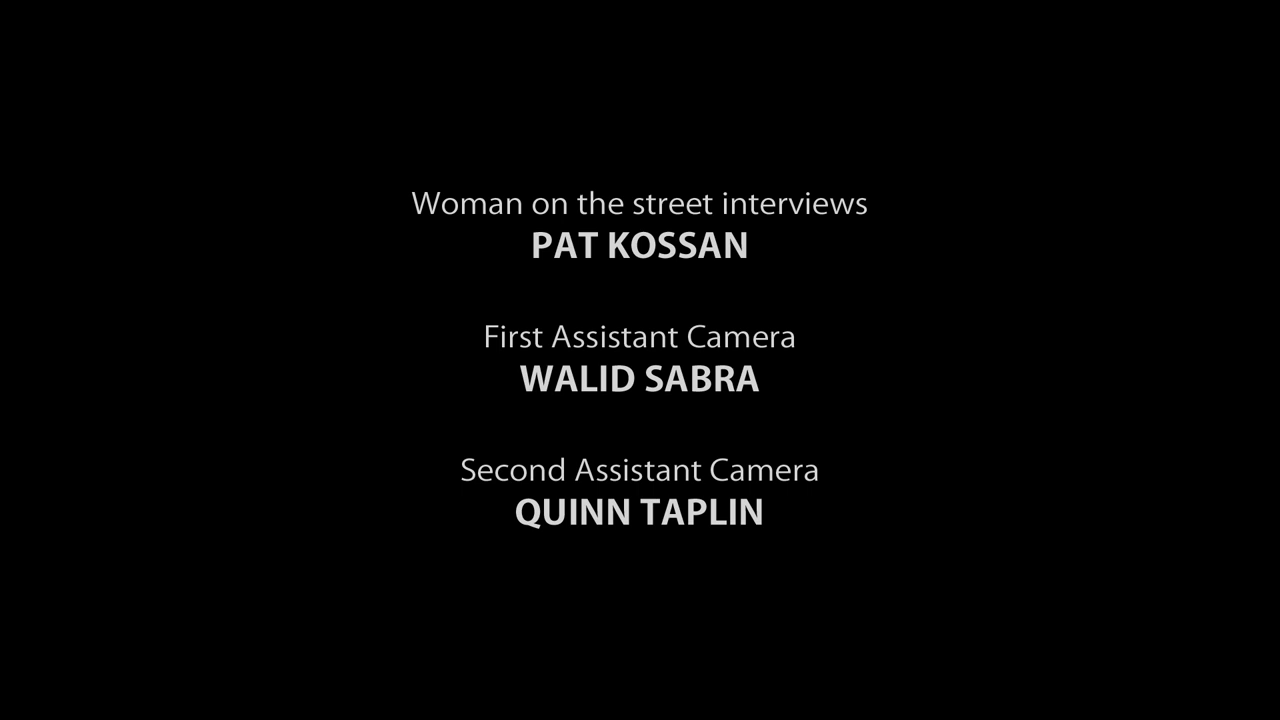 Woman on the street interviews
PAT KOSSAN
First Assistant Camera
WALID SABRA
Second Assistant Camera
QUINN TAPLIN